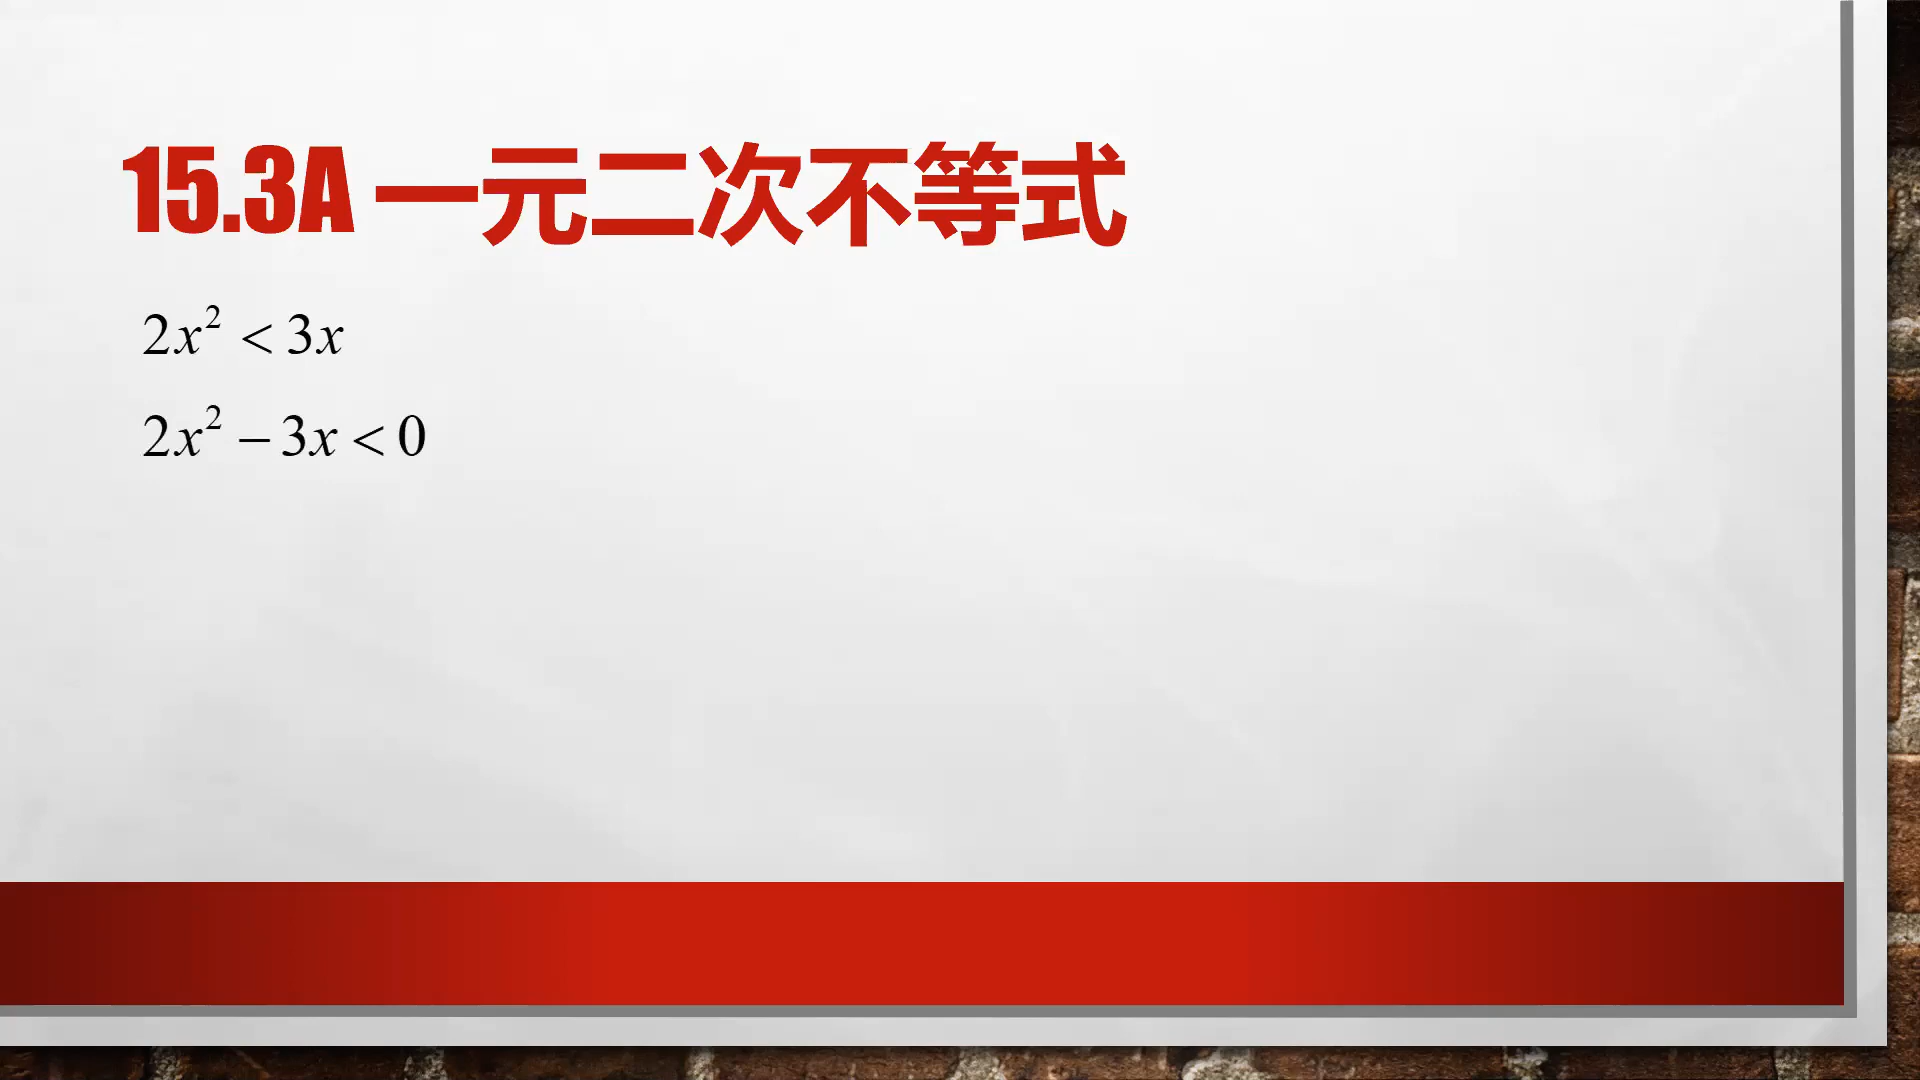 15.3A 一元二次不等式
2x² < 3x
2x² − 3x < 0